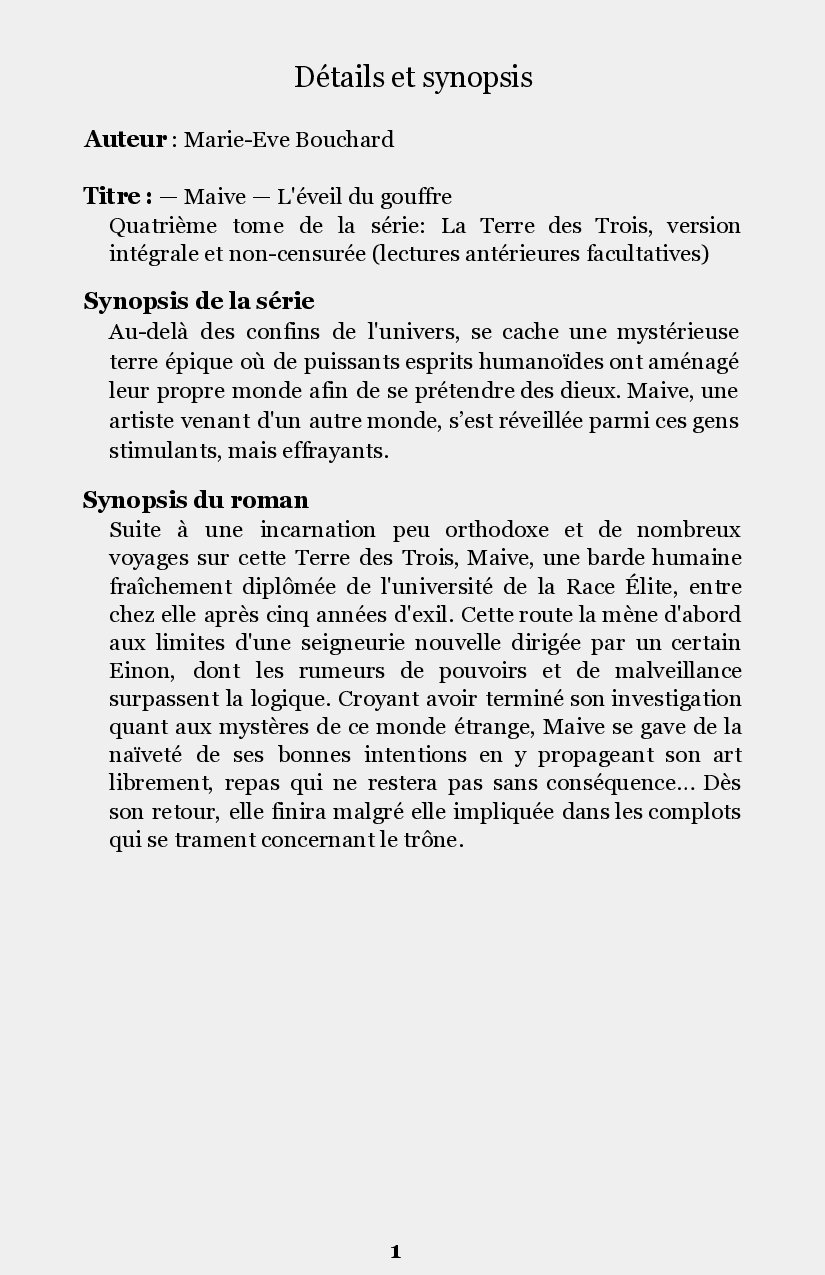 Détails et synopsis
Auteur : Marie-Eve Bouchard
Titre : — Maive — L'éveil du gouffre
Quatrième tome de la série: La Terre des Trois, version
intégrale et non-censurée (lectures antérieures facultatives)
Synopsis de la série
Au-delà des confins de l'univers, se cache une mystérieuse
terre épique où de puissants esprits humanoïdes ont aménagé
leur propre monde afin de se prétendre des dieux. Maive, une
artiste venant d'un autre monde, s’est réveillée parmi ces gens
stimulants, mais effrayants.
Synopsis du roman
Suite à une incarnation peu orthodoxe et de nombreux
voyages sur cette Terre des Trois, Maive, une barde humaine
fraîchement diplômée de l'université de la Race Élite, entre
chez elle après cinq années d'exil. Cette route la mène d'abord
aux limites d'une seigneurie nouvelle dirigée par un certain
Einon, dont les rumeurs de pouvoirs et de malveillance
surpassent la logique. Croyant avoir terminé son investigation
quant aux mystères de ce monde étrange, Maive se gave de la
naïveté de ses bonnes intentions en y propageant son art
librement, repas qui ne restera pas sans conséquence... Dès
son retour, elle finira malgré elle impliquée dans les complots
qui se trament concernant le trône.
1